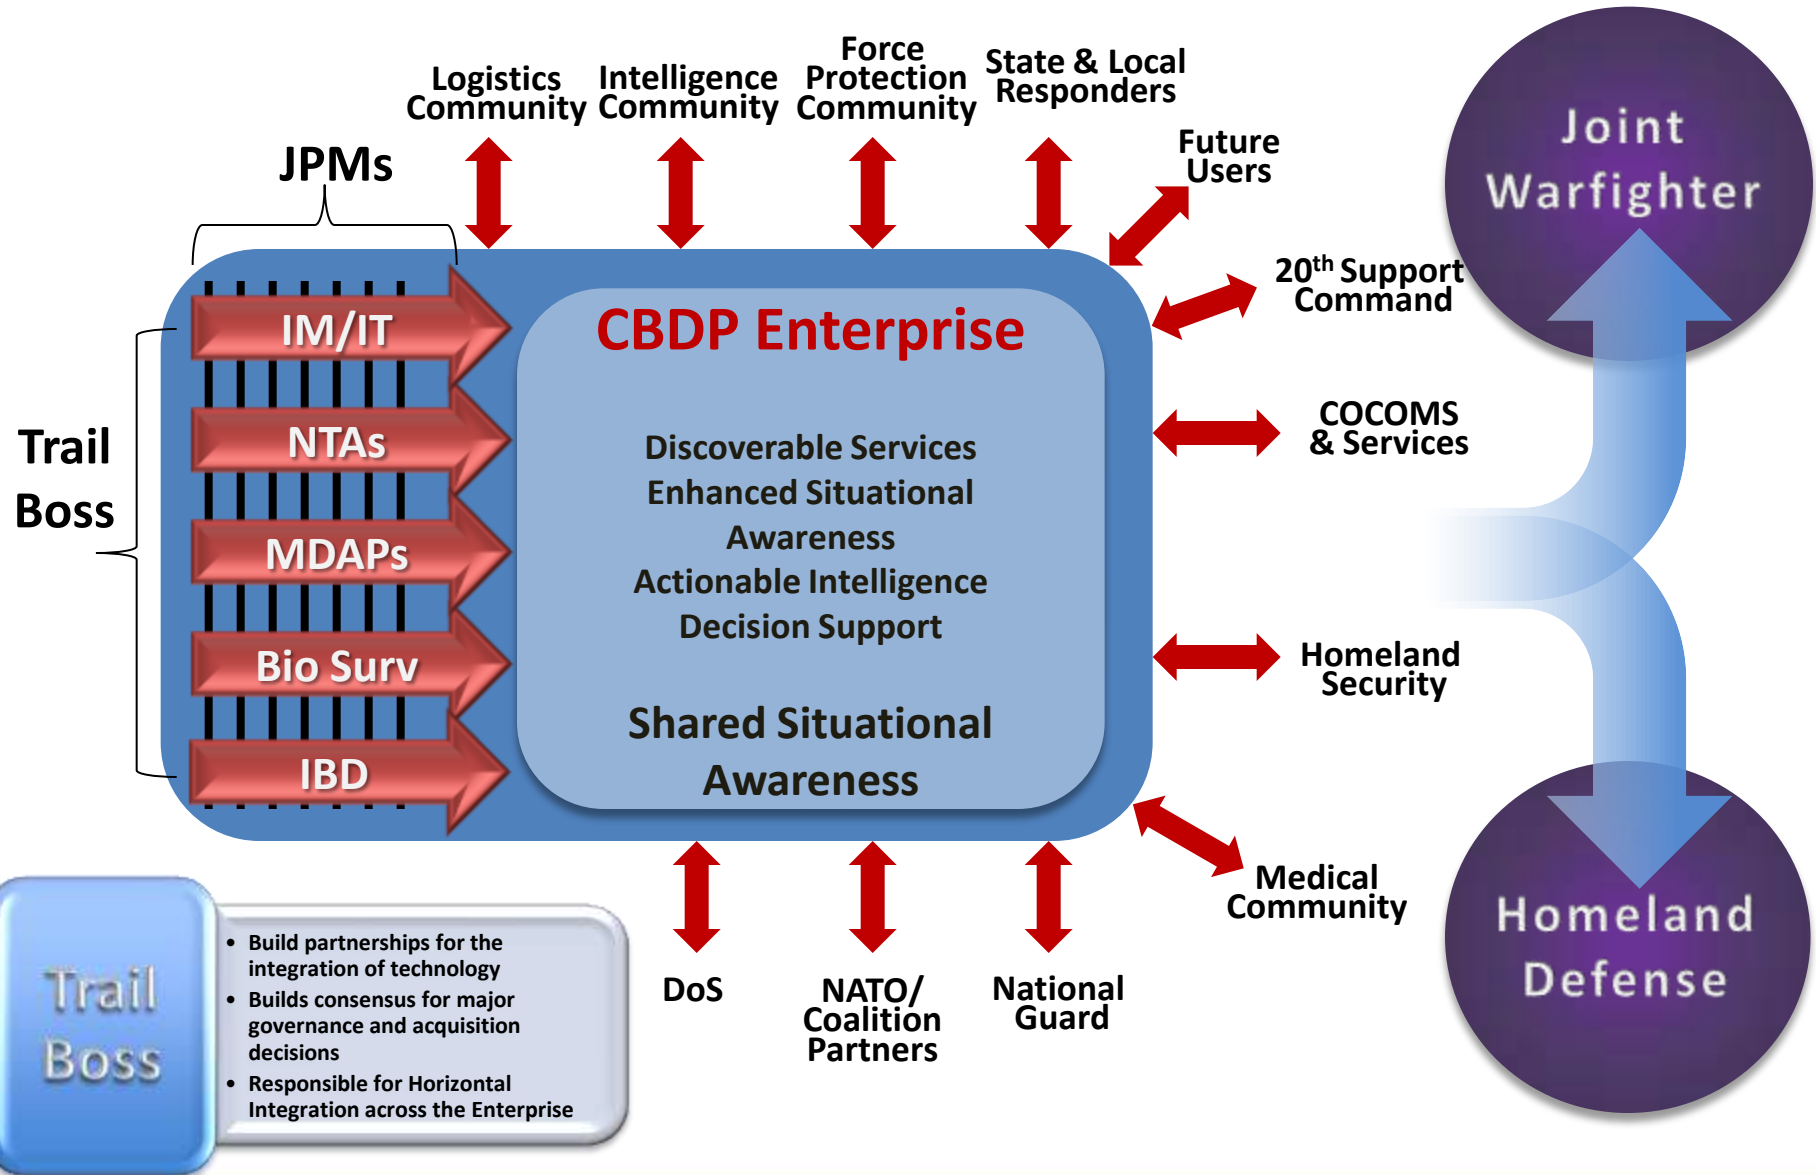 Logistics
Community
Intelligence
Community
Force
Protection
Community
State & Local
Responders
Future
Users
JPMs
Joint
Warfighter
20th Support
Command
IM/IT
CBDP Enterprise
NTAs
COCOMS
& Services
Trail
Boss
Discoverable Services
Enhanced Situational
Awareness
Actionable Intelligence
Decision Support
MDAPs
Bio Surv
Homeland
Security
Shared Situational
Awareness
IBD
Medical
Community
Homeland
Defense
DoS
NATO/
Coalition
Partners
National
Guard
Trail
Boss
• Build partnerships for the
integration of technology
• Builds consensus for major
governance and acquisition
decisions
• Responsible for Horizontal
Integration across the Enterprise